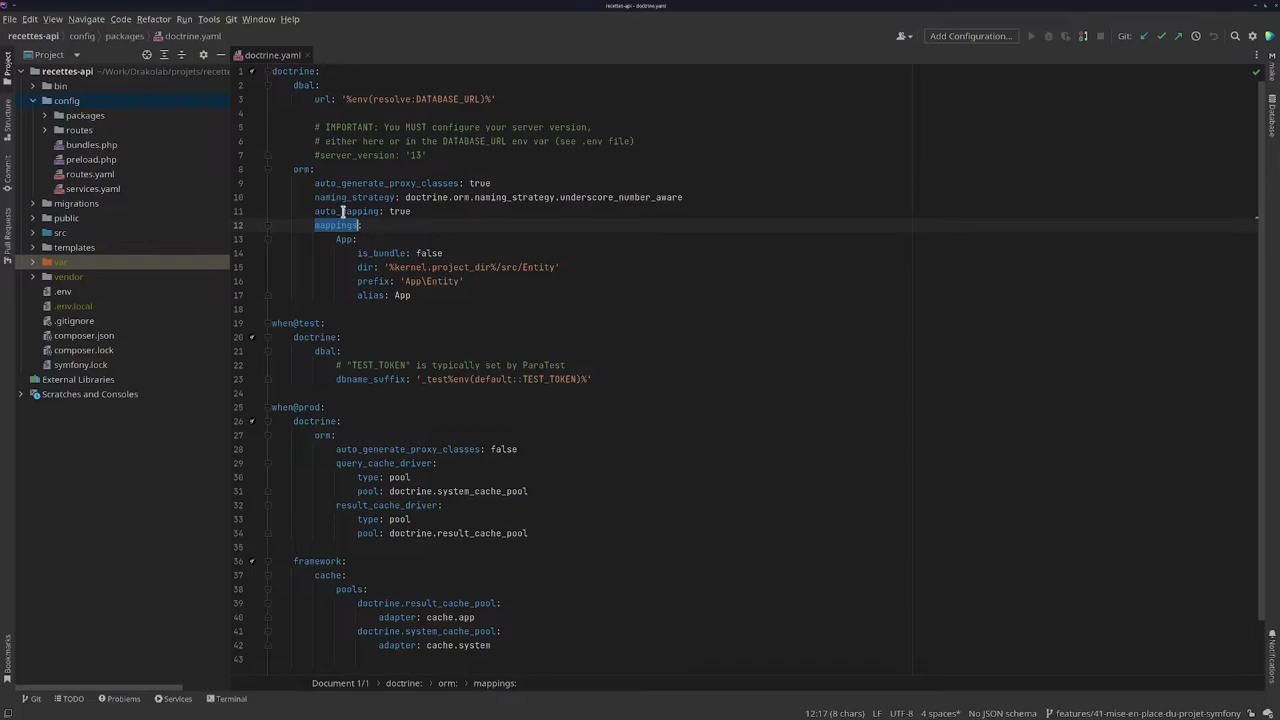 recettes-api – doctrine.yaml
File Edit View Navigate Code Refactor Run Tools Git Window Help
recettes-api config packages doctrine.yaml
Add Configuration...
Git:
Project
doctrine.yaml
recettes-api ~/Work/Drakolab/projets/recette
bin
config
packages
routes
bundles.php
preload.php
routes.yaml
services.yaml
migrations
public
src
templates
var
vendor
.env
.env.local
.gitignore
composer.json
composer.lock
symfony.lock
External Libraries
Scratches and Consoles
Project
Structure
Commit
Pull Requests
Bookmarks
1 doctrine:
2 dbal:
3 url: '%env(resolve:DATABASE_URL)%'
4
5 # IMPORTANT: You MUST configure your server version,
6 # either here or in the DATABASE_URL env var (see .env file)
7 #server_version: '13'
8 orm:
9 auto_generate_proxy_classes: true
10 naming_strategy: doctrine.orm.naming_strategy.underscore_number_aware
11 auto_mapping: true
12 mappings:
13 App:
14 is_bundle: false
15 dir: '%kernel.project_dir%/src/Entity'
16 prefix: 'App\Entity'
17 alias: App
18
19 when@test:
20 doctrine:
21 dbal:
22 # "TEST_TOKEN" is typically set by ParaTest
23 dbname_suffix: '_test%env(default::TEST_TOKEN)%'
24
25 when@prod:
26 doctrine:
27 orm:
28 auto_generate_proxy_classes: false
29 query_cache_driver:
30 type: pool
31 pool: doctrine.system_cache_pool
32 result_cache_driver:
33 type: pool
34 pool: doctrine.result_cache_pool
35
36 framework:
37 cache:
38 pools:
39 doctrine.result_cache_pool:
40 adapter: cache.app
41 doctrine.system_cache_pool:
42 adapter: cache.system
43
make
Database
Notifications
Document 1/1 doctrine: orm: mappings:
Git TODO Problems Services Terminal
12:17 (8 chars) LF UTF-8 4 spaces* No JSON schema features/41-mise-en-place-du-projet-symfony